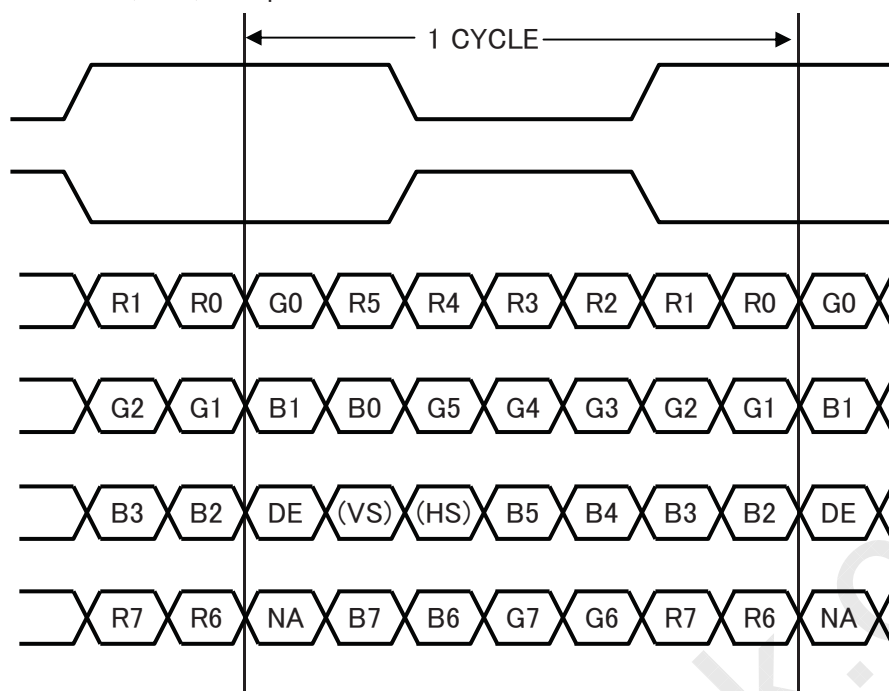 1 CYCLE
R1 R0 G0 R5 R4 R3 R2 R1 R0 G0
G2 G1 B1 B0 G5 G4 G3 G2 G1 B1
B3 B2 DE (VS) (HS) B5 B4 B3 B2 DE
R7 R6 NA B7 B6 G7 G6 R7 R6 NA